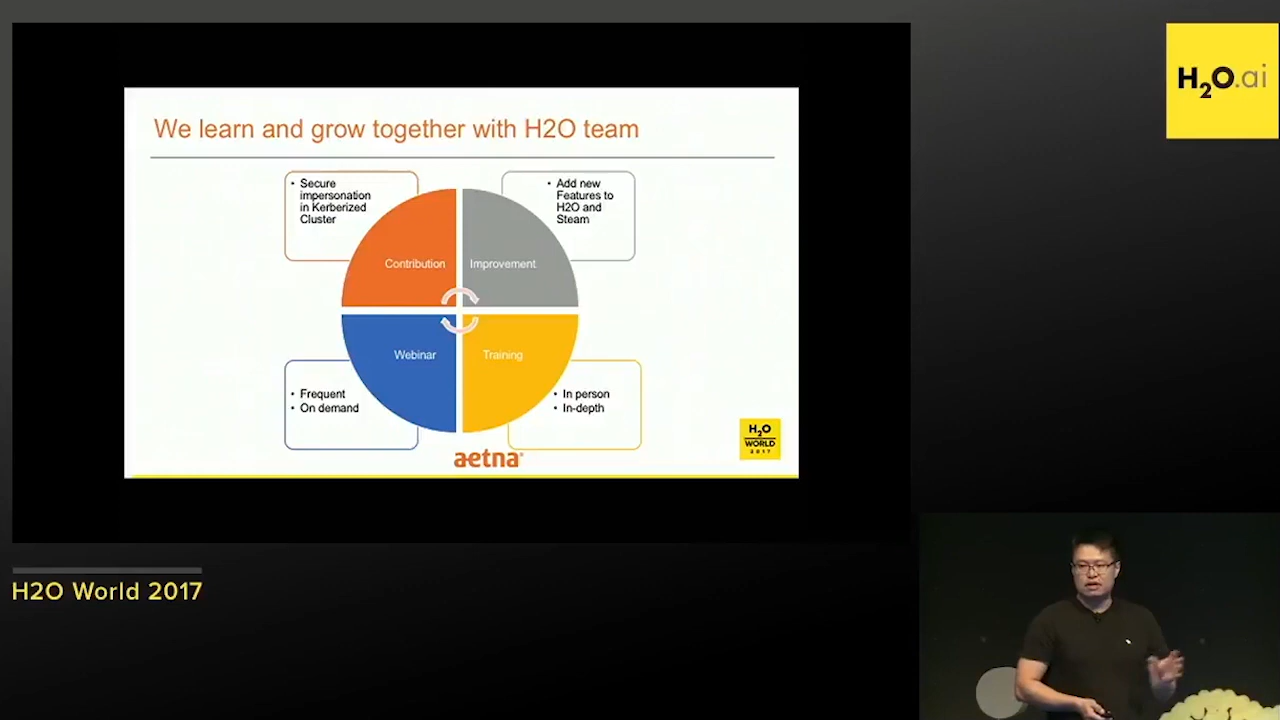 We learn and grow together with H2O team
• Secure
impersonation
in Kerberized
Cluster
• Add new
Features to
H2O and
Steam
Contribution
Improvement
Webinar
Training
• Frequent
• On demand
• In person
• In-depth
aetna®
H2O
WORLD
2017
H2O.ai
H2O World 2017